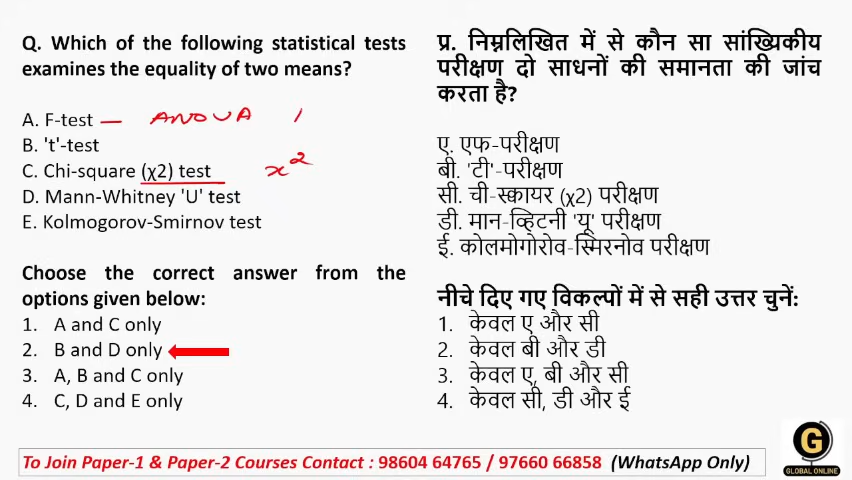 Q. Which of the following statistical tests
examines the equality of two means?
A. F-test — ANOVA
B. 't'-test
C. Chi-square (χ2) test x²
D. Mann-Whitney 'U' test
E. Kolmogorov-Smirnov test
Choose the correct answer from the
options given below:
1. A and C only
2. B and D only
3. A, B and C only
4. C, D and E only
प्र. निम्नलिखित में से कौन सा सांख्यिकीय
परीक्षण दो साधनों की समानता की जांच
करता है?
ए. एफ-परीक्षण
बी. 'टी'-परीक्षण
सी. ची-स्क्वायर (χ2) परीक्षण
डी. मान-व्हिटनी 'यू' परीक्षण
ई. कोलमोगोरोव-स्मिरनोव परीक्षण
नीचे दिए गए विकल्पों में से सही उत्तर चुनें:
1. केवल ए और सी
2. केवल बी और डी
3. केवल ए, बी और सी
4. केवल सी, डी और ई
To Join Paper-1 & Paper-2 Courses Contact : 98604 64765 / 97660 66858 (WhatsApp Only)
G
GLOBAL ONLINE